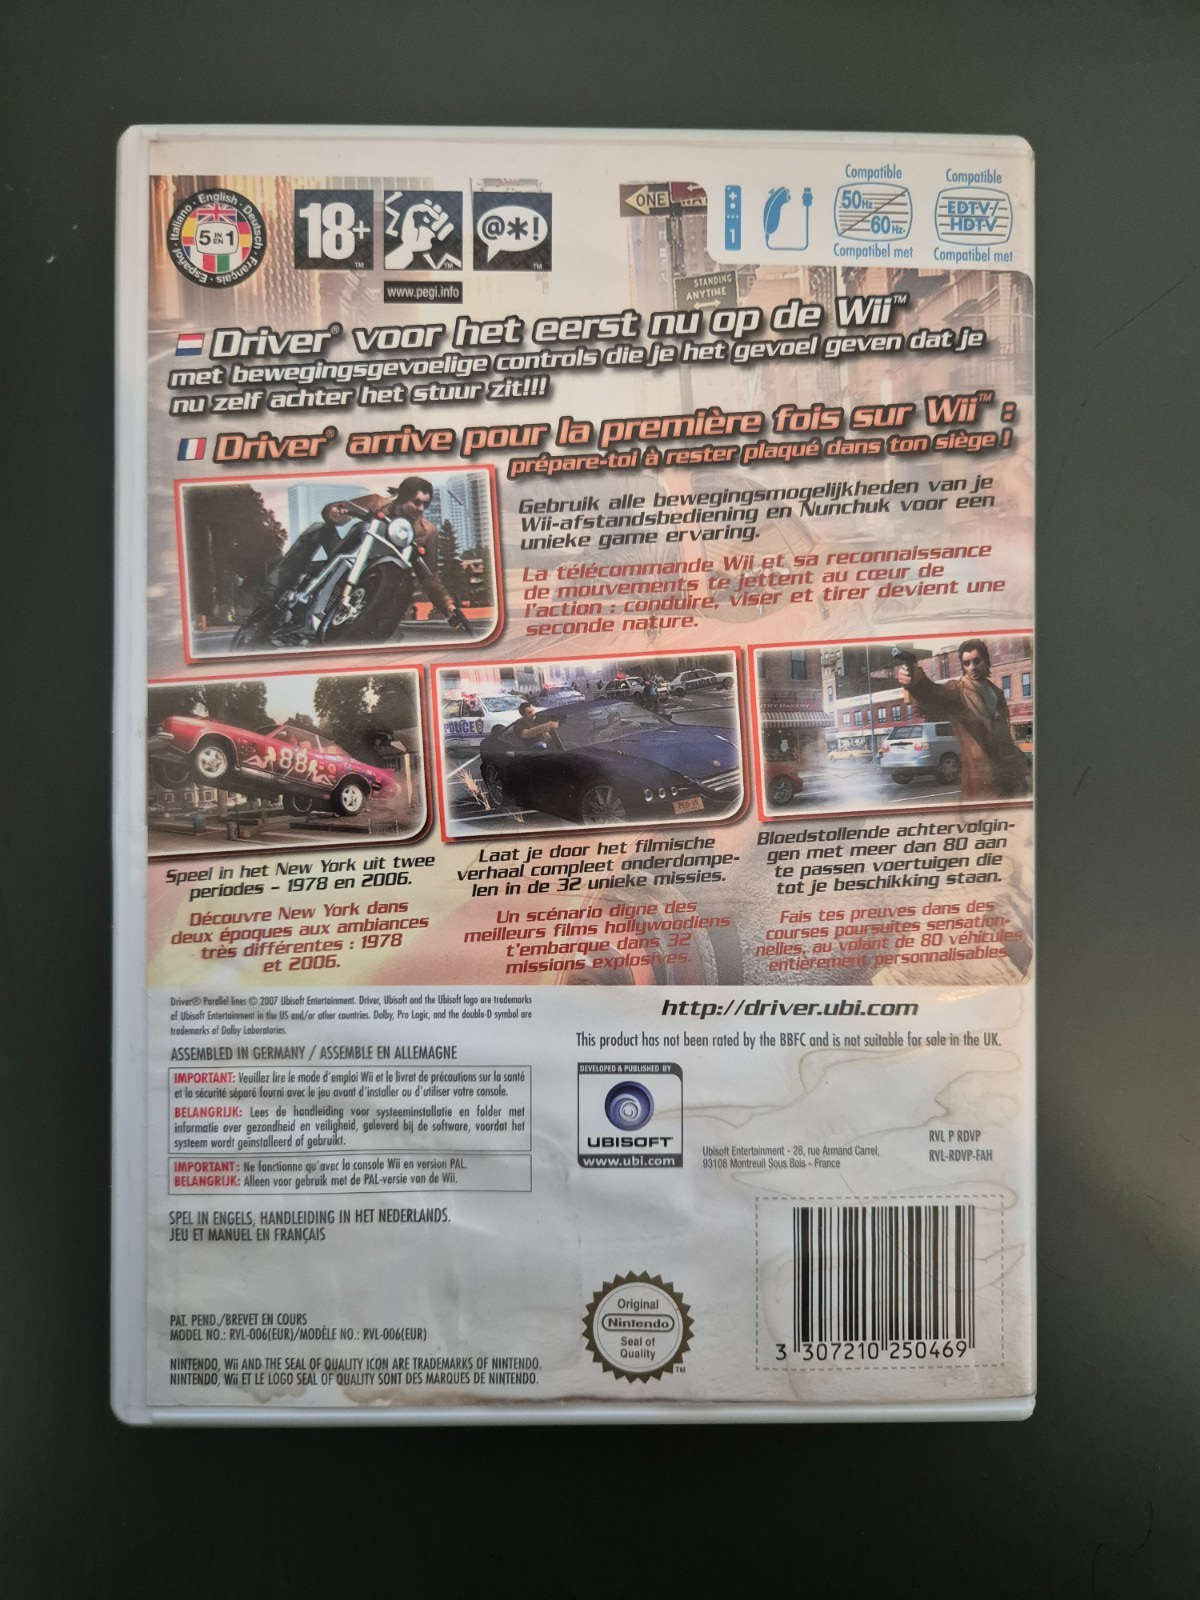 English · Deutsch · Français · Español · Italiano
5 IN EN 1
18+
@*!
www.pegi.info
ONE
STANDING
ANYTIME
1
Compatible
50Hz
60Hz
Compatibel met
Compatible
EDTV/
HDTV
Compatibel met
Driver® voor het eerst nu op de Wii™
met bewegingsgevoelige controls die je het gevoel geven dat je
nu zelf achter het stuur zit!!!
Driver® arrive pour la première fois sur Wii™ :
prépare-toi à rester plaqué dans ton siège !
Gebruik alle bewegingsmogelijkheden van je
Wii-afstandsbediening en Nunchuk voor een
unieke game ervaring.
La télécommande Wii et sa reconnaissance
de mouvements te jettent au cœur de
l'action : conduire, viser et tirer devient une
seconde nature.
88
POLICE
Speel in het New York uit twee
periodes - 1978 en 2006.
Découvre New York dans
deux époques aux ambiances
très différentes : 1978
et 2006.
Laat je door het filmische
verhaal compleet onderdompe-
len in de 32 unieke missies.
Un scénario digne des
meilleurs films hollywoodiens
t'embarque dans 32
missions explosives.
Bloedstollende achtervolgin-
gen met meer dan 80 aan
te passen voertuigen die
tot je beschikking staan.
Fais tes preuves dans des
courses poursuites sensation-
nelles, au volant de 80 véhicules
entièrement personnalisables.
Driver® Parallel lines © 2007 Ubisoft Entertainment. Driver, Ubisoft and the Ubisoft logo are trademarks
of Ubisoft Entertainment in the US and/or other countries. Dolby, Pro Logic, and the double-D symbol are
trademarks of Dolby Laboratories.
ASSEMBLED IN GERMANY / ASSEMBLE EN ALLEMAGNE
IMPORTANT: Veuillez lire le mode d'emploi Wii et le livret de précautions sur la santé
et la sécurité séparé fourni avec le jeu avant d'installer ou d'utiliser votre console.
BELANGRIJK: Lees de handleiding voor systeeminstallatie en folder met
informatie over gezondheid en veiligheid, geleverd bij de software, voordat het
systeem wordt geïnstalleerd of gebruikt.
IMPORTANT: Ne fonctionne qu'avec la console Wii en version PAL.
BELANGRIJK: Alleen voor gebruik met de PAL-versie van de Wii.
SPEL IN ENGELS, HANDLEIDING IN HET NEDERLANDS.
JEU ET MANUEL EN FRANÇAIS
http://driver.ubi.com
This product has not been rated by the BBFC and is not suitable for sale in the UK.
DEVELOPED & PUBLISHED BY
UBISOFT
www.ubi.com
Ubisoft Entertainment - 28, rue Armand Carrel,
93108 Montreuil Sous Bois - France
RVL P RDVP
RVL-RDVP-FAH
PAT. PEND./BREVET EN COURS
MODEL NO.: RVL-006(EUR)/MODÈLE NO.: RVL-006(EUR)
NINTENDO, Wii AND THE SEAL OF QUALITY ICON ARE TRADEMARKS OF NINTENDO.
NINTENDO, Wii ET LE LOGO SEAL OF QUALITY SONT DES MARQUES DE NINTENDO.
Original
Nintendo
Seal of
Quality
TM
3 307210 250469